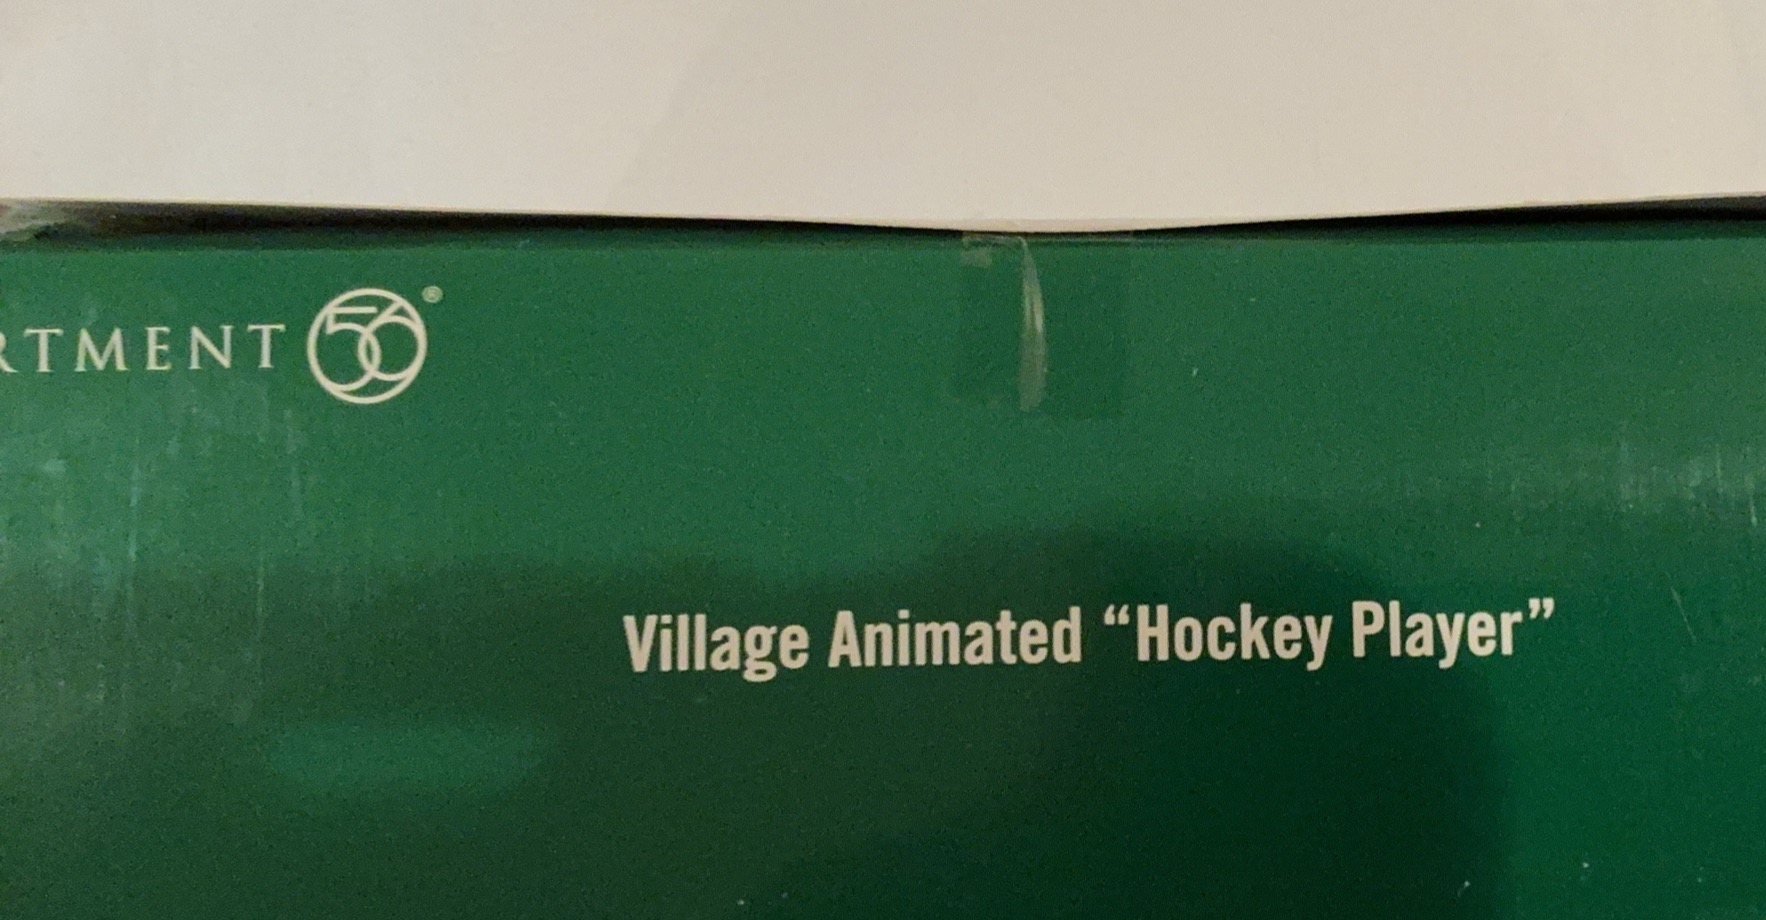 RTMENT 56®
Village Animated “Hockey Player”